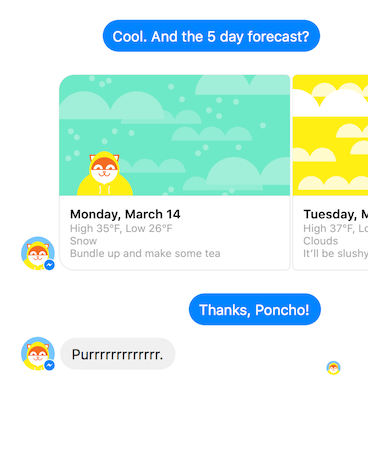 Cool. And the 5 day forecast?
Monday, March 14
High 35°F, Low 26°F
Snow
Bundle up and make some tea
Tuesday, M
High 37°F, Lo
Clouds
It'll be slushy
Thanks, Poncho!
Purrrrrrrrrrrrr.